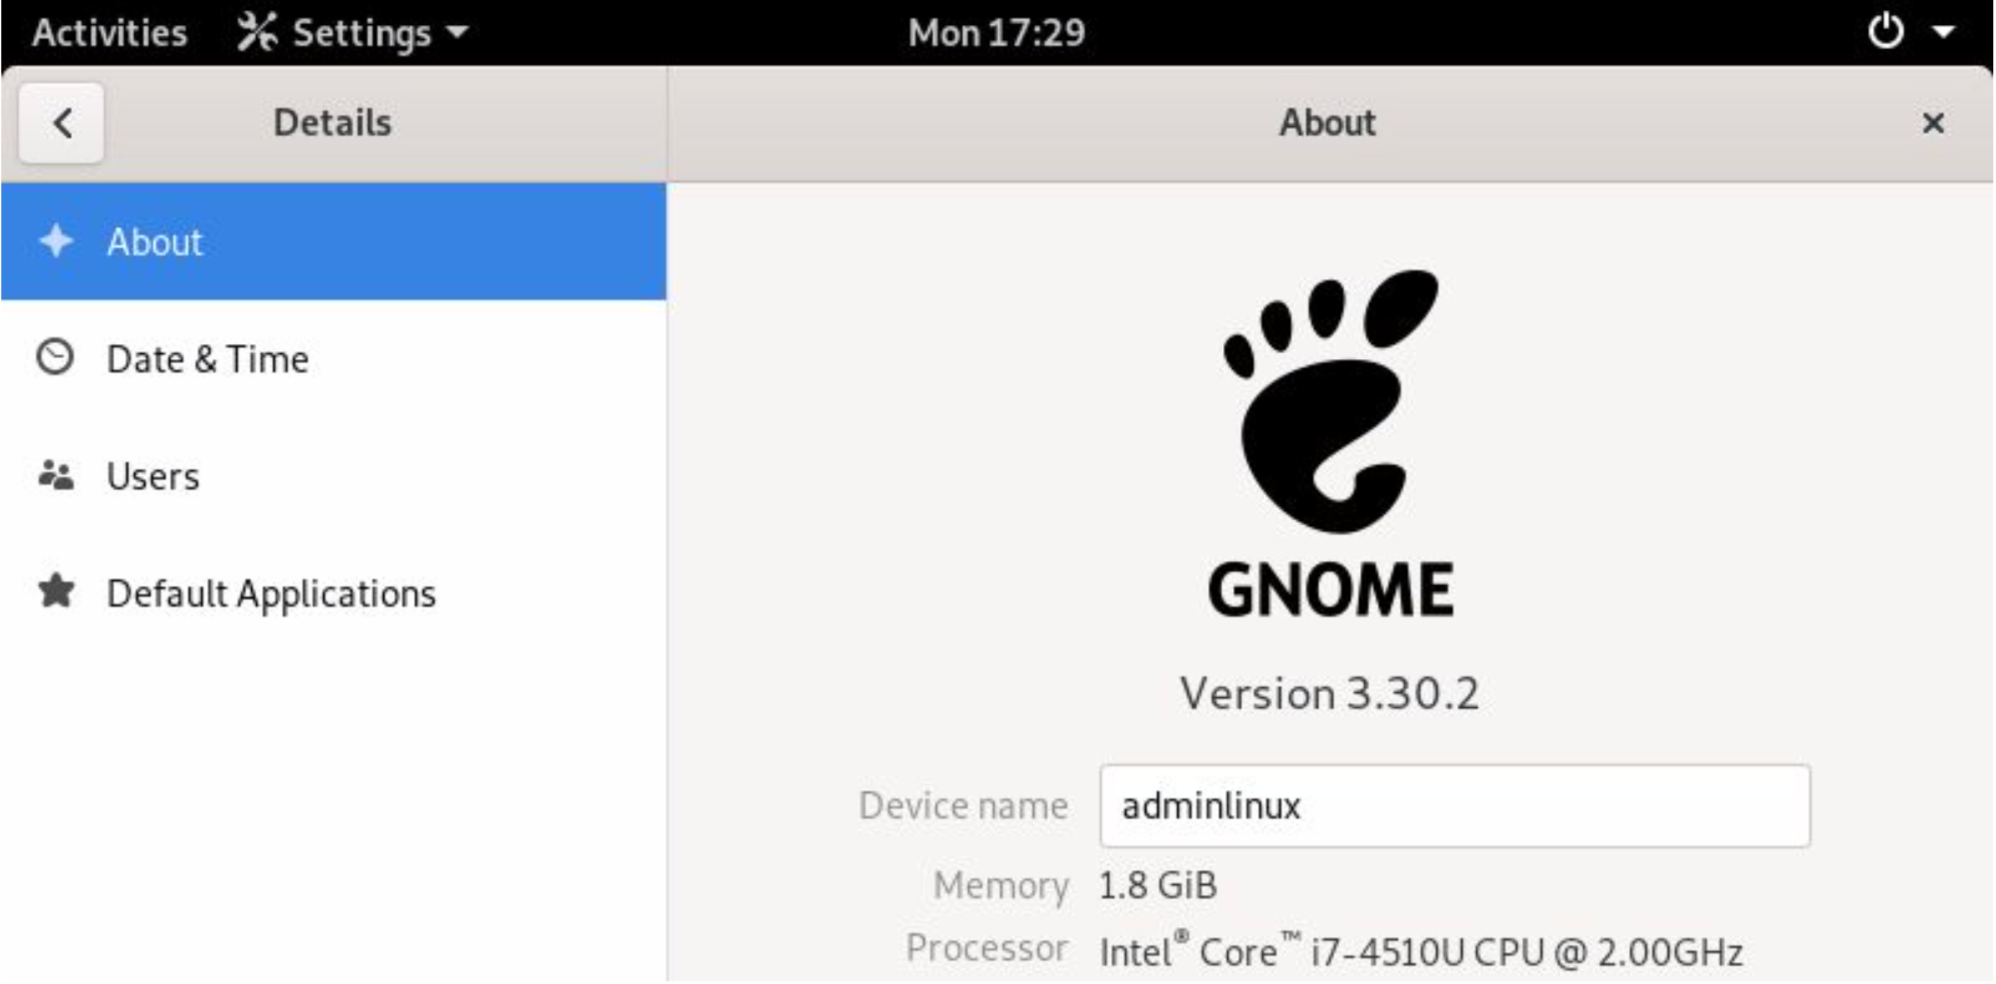 Activities Settings Mon 17:29
Details About
About
Date & Time
Users
Default Applications
GNOME
Version 3.30.2
Device name adminlinux
Memory 1.8 GiB
Processor Intel® Core™ i7-4510U CPU @ 2.00GHz